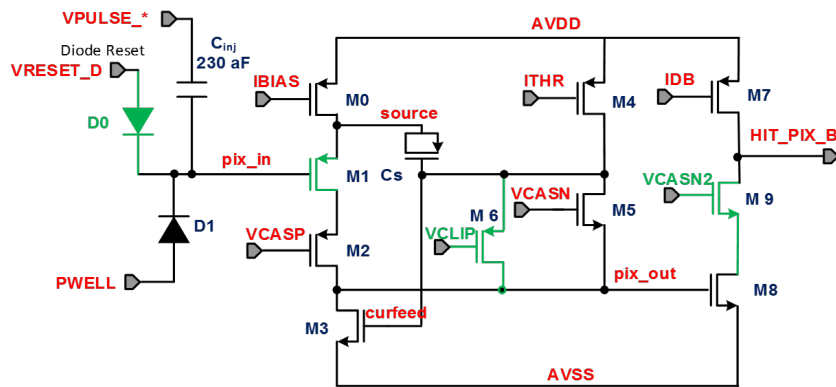 VPULSE_*
AVDD
Diode Reset
C_inj
230 aF
VRESET_D
IBIAS
M0
source
ITHR
M4
IDB
M7
D0
HIT_PIX_B
pix_in
M1
Cs
VCASN
M 6
M5
VCASN2
M 9
D1
VCASP
M2
VCLIP
PWELL
pix_out
M8
M3
curfeed
AVSS